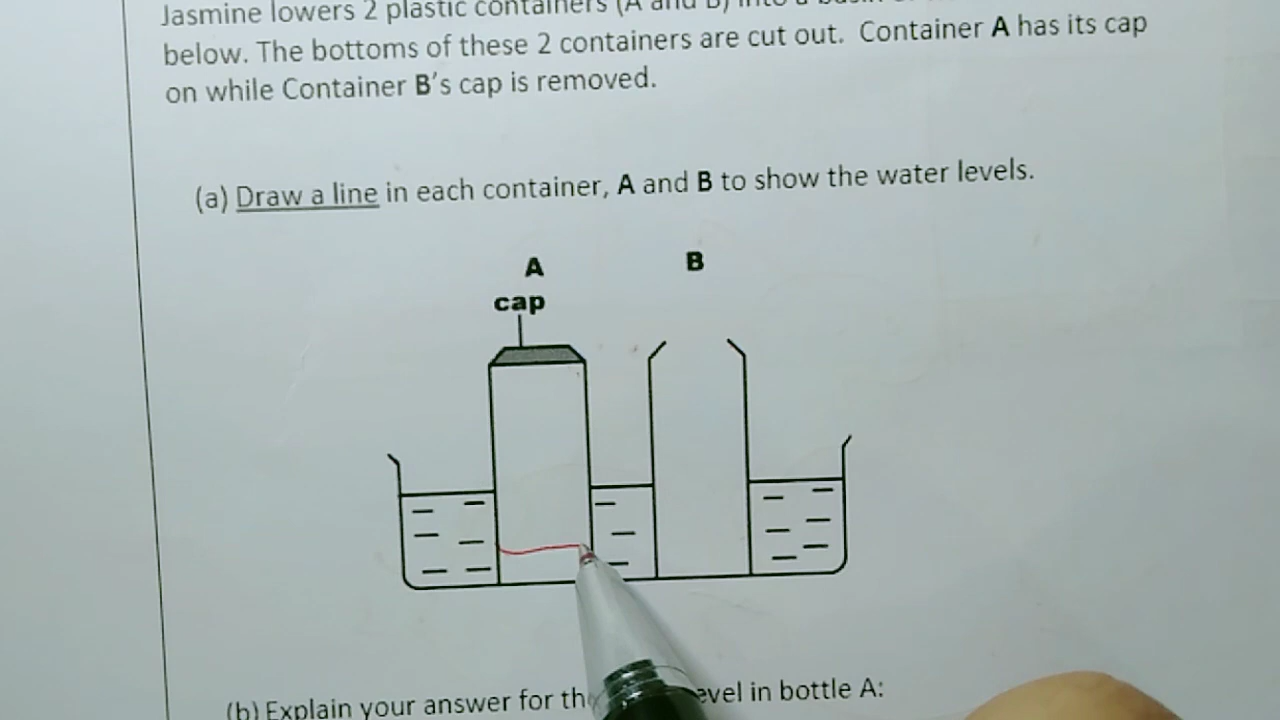 Jasmine lowers 2 plastic containers (A and B) into a
below. The bottoms of these 2 containers are cut out. Container A has its cap
on while Container B's cap is removed.
(a) Draw a line in each container, A and B to show the water levels.
A
B
cap
(b) Explain your answer for in bottle A: